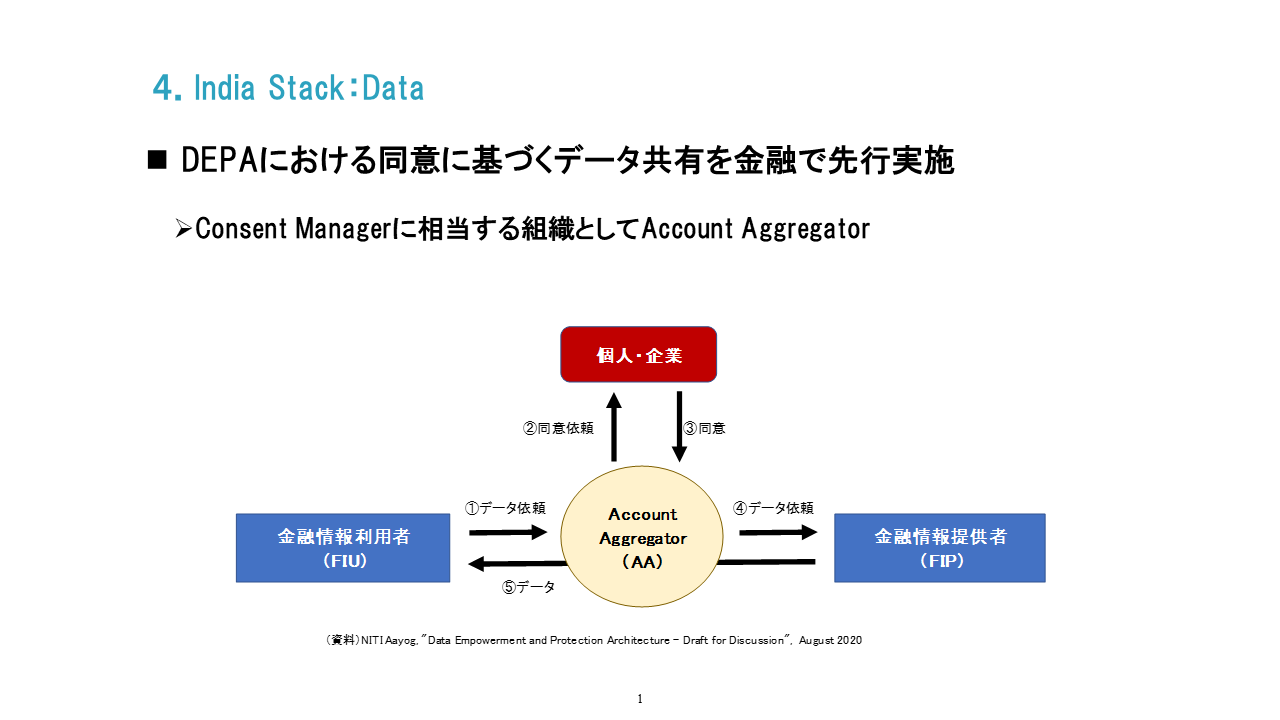 ４．India Stack：Data
■ DEPAにおける同意に基づくデータ共有を金融で先行実施
➢Consent Managerに相当する組織としてAccount Aggregator
個人・企業
②同意依頼
③同意
①データ依頼
④データ依頼
Account
Aggregator
（AA）
金融情報利用者
（FIU）
金融情報提供者
（FIP）
⑤データ
（資料）NITI Aayog, "Data Empowerment and Protection Architecture – Draft for Discussion", August 2020
1